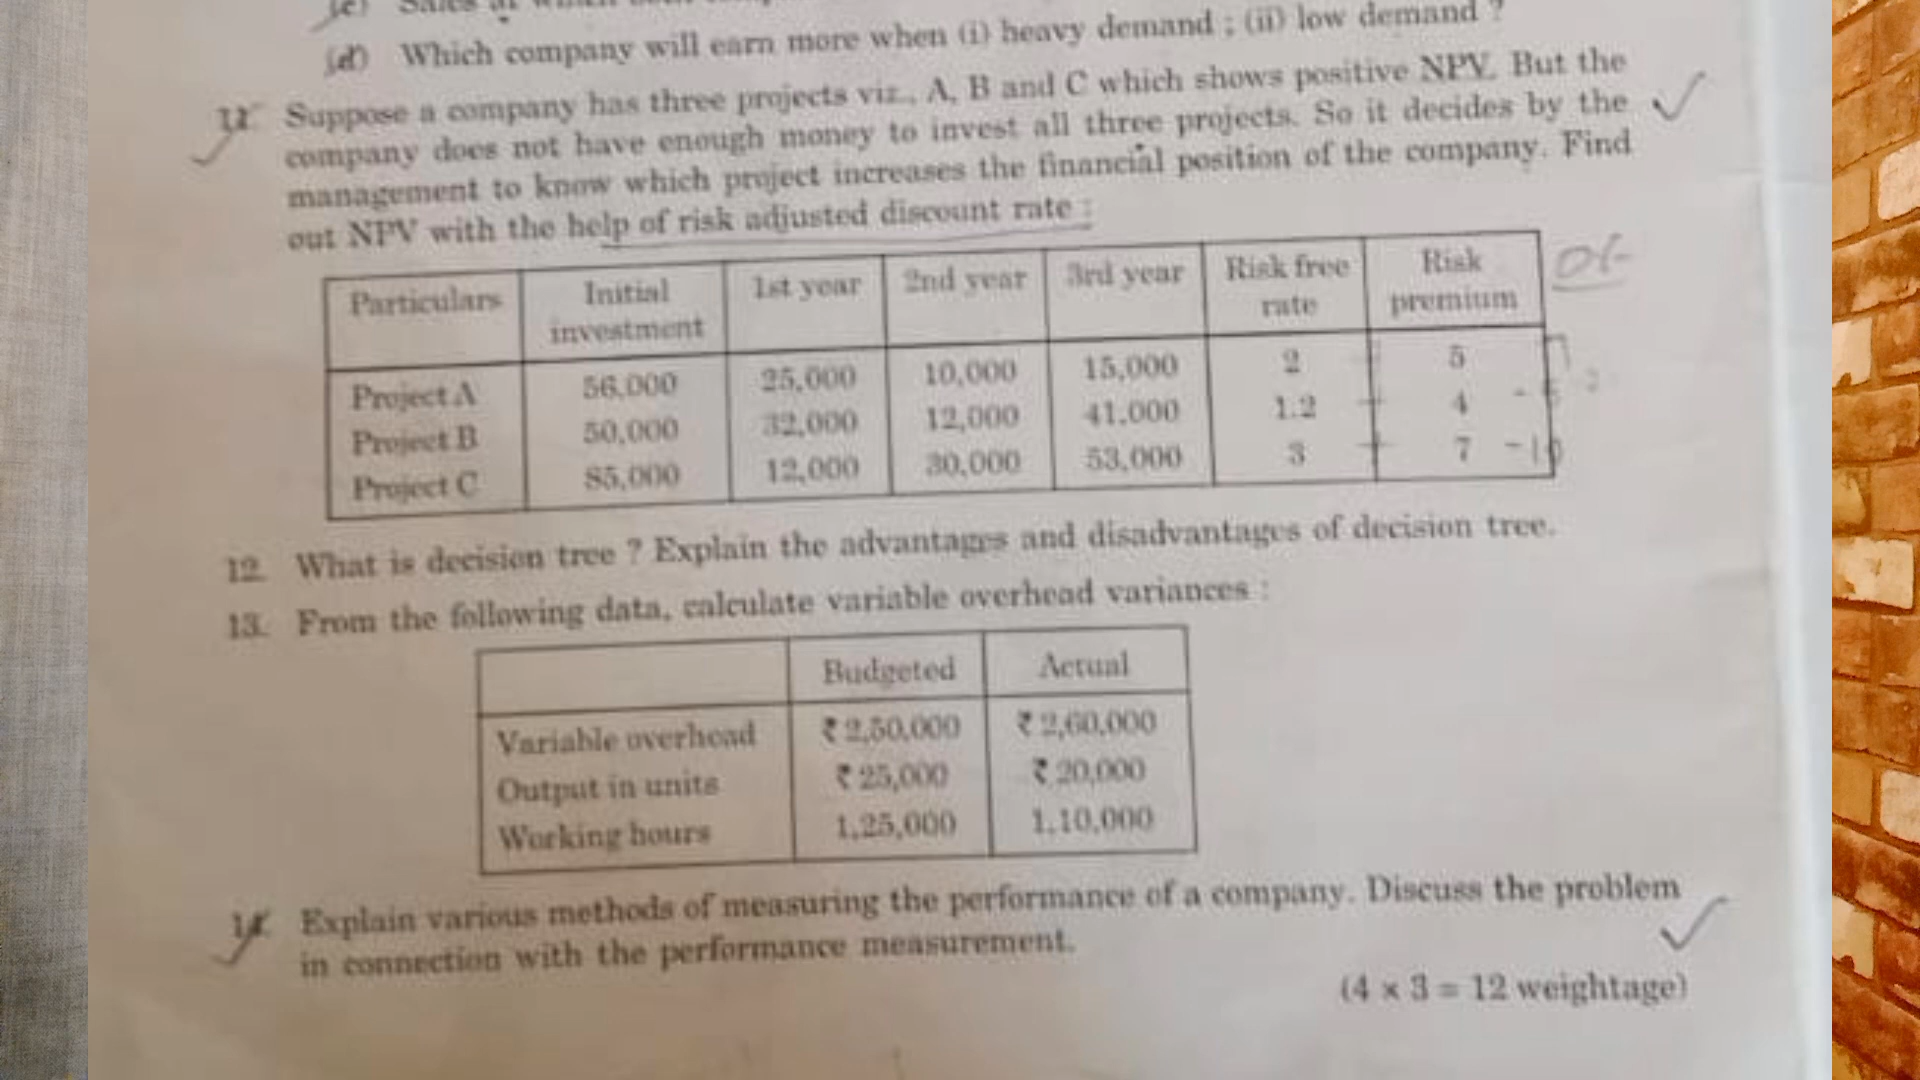 (d) Which company will earn more when (i) heavy demand ; (ii) low demand ?
11. Suppose a company has three projects viz., A, B and C which shows positive NPV. But the
company does not have enough money to invest all three projects. So it decides by the
management to know which project increases the financial position of the company. Find
out NPV with the help of risk adjusted discount rate :
Particulars Initial investment 1st year 2nd year 3rd year Risk free rate Risk premium
Project A 56,000 25,000 10,000 15,000 2 5
Project B 50,000 32,000 12,000 41,000 1.2 4
Project C 85,000 12,000 30,000 53,000 3 7 - 10
12. What is decision tree ? Explain the advantages and disadvantages of decision tree.
13. From the following data, calculate variable overhead variances :
Budgeted Actual
Variable overhead ₹ 2,50,000 ₹ 2,60,000
Output in units ₹ 25,000 ₹ 20,000
Working hours 1,25,000 1,10,000
14. Explain various methods of measuring the performance of a company. Discuss the problem
in connection with the performance measurement.
(4 × 3 = 12 weightage)